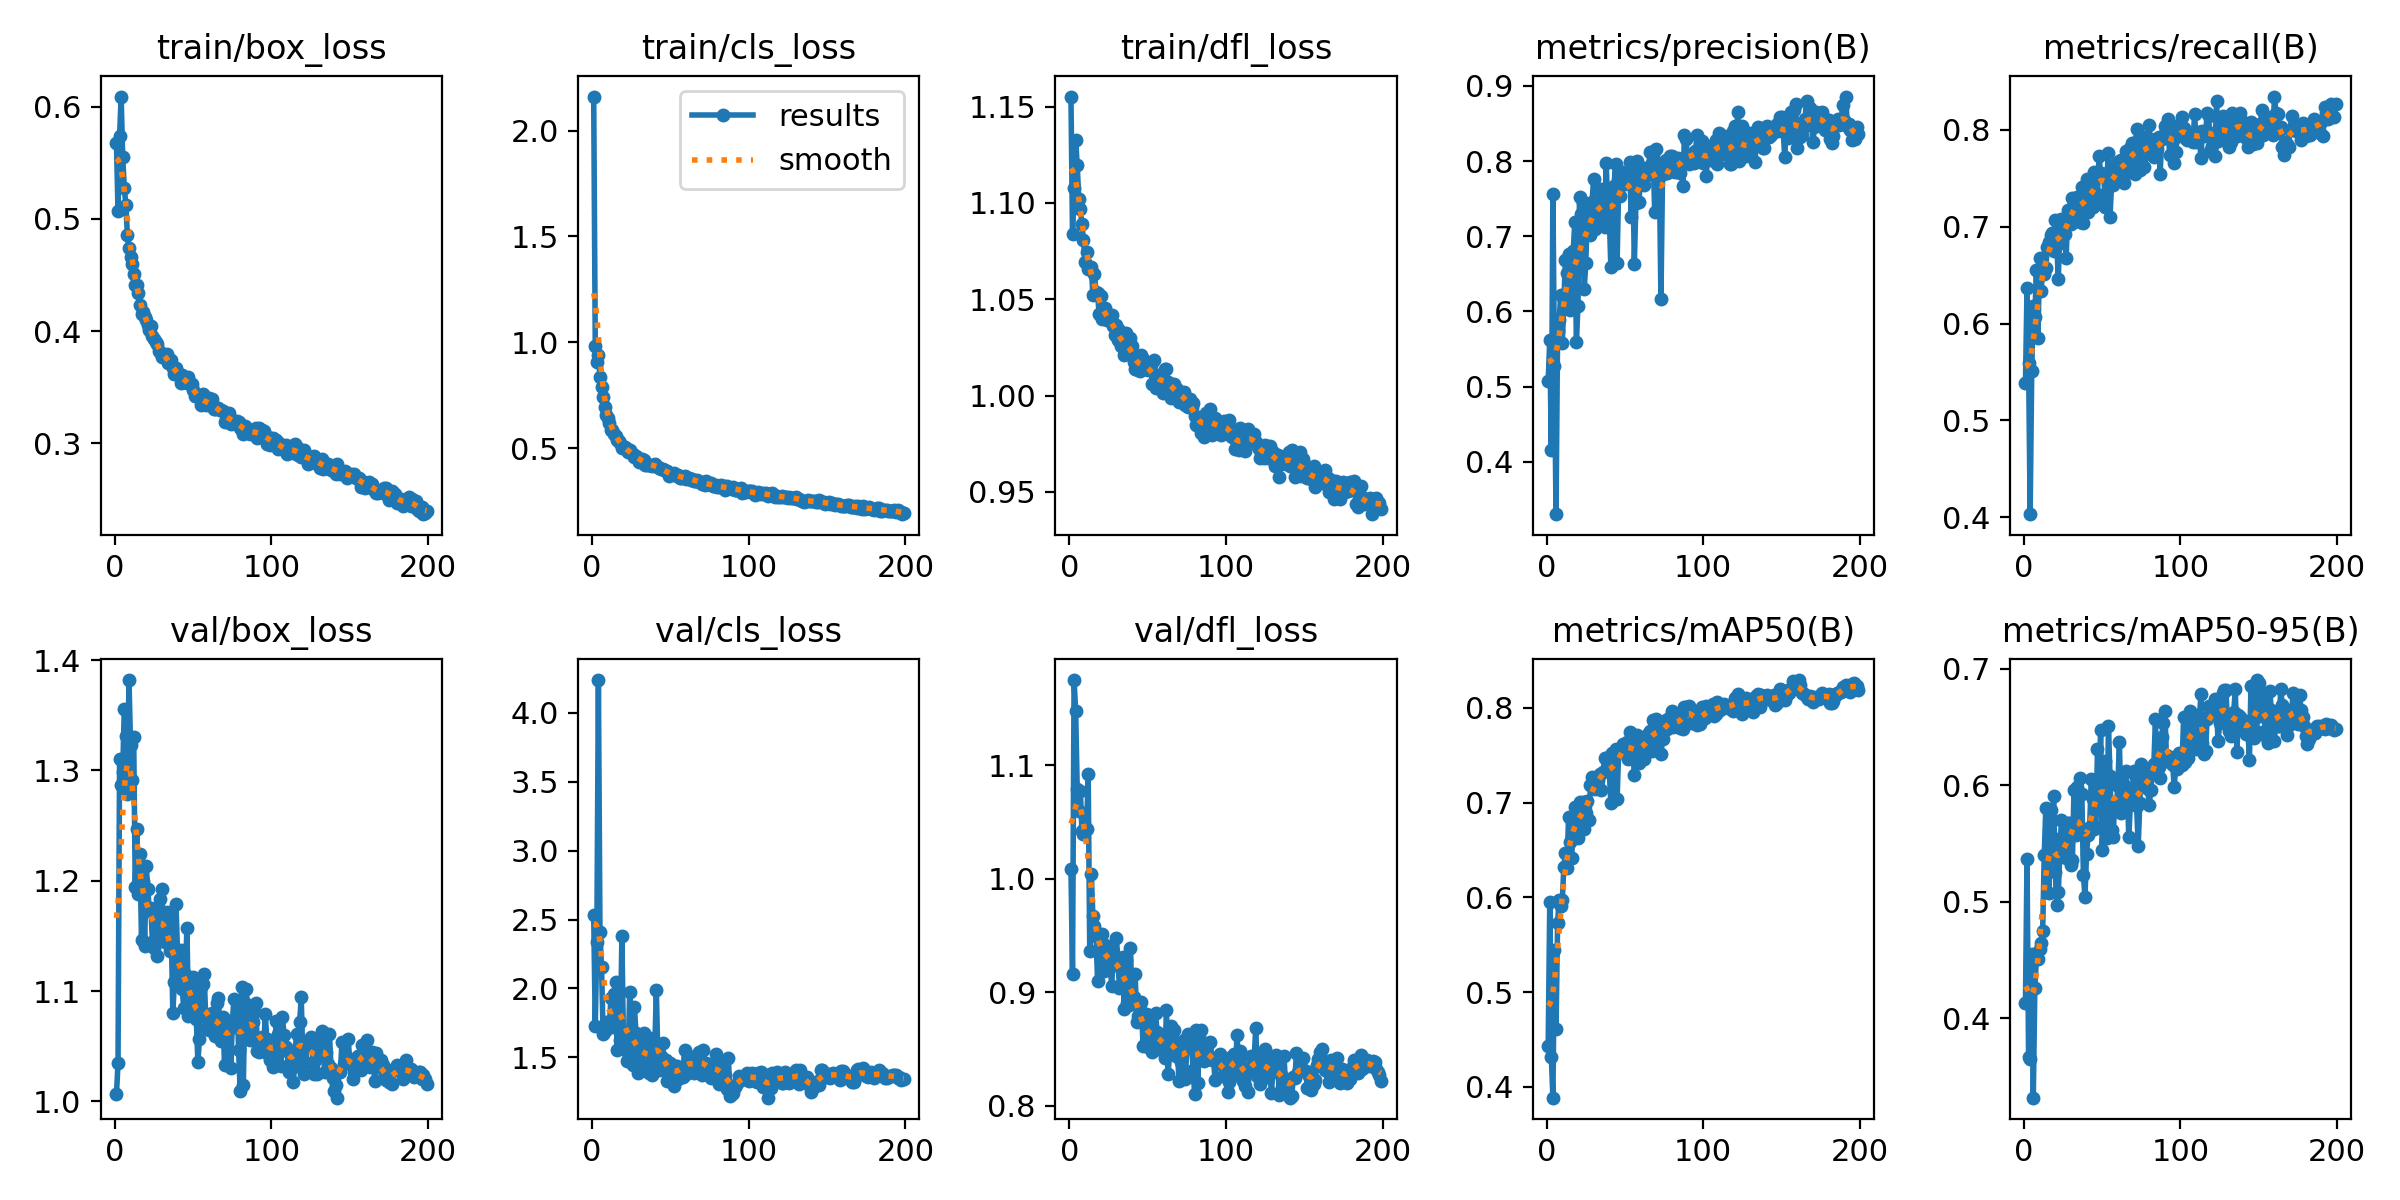 train/box_loss
train/cls_loss
train/dfl_loss
metrics/precision(B)
metrics/recall(B)
0.6
0.5
0.4
0.3
0 100 200
results
smooth
2.0
1.5
1.0
0.5
0 100 200
1.15
1.10
1.05
1.00
0.95
0 100 200
0.9
0.8
0.7
0.6
0.5
0.4
0 100 200
0.8
0.7
0.6
0.5
0.4
0 100 200
val/box_loss
val/cls_loss
val/dfl_loss
metrics/mAP50(B)
metrics/mAP50-95(B)
1.4
1.3
1.2
1.1
1.0
0 100 200
4.0
3.5
3.0
2.5
2.0
1.5
0 100 200
1.1
1.0
0.9
0.8
0 100 200
0.8
0.7
0.6
0.5
0.4
0 100 200
0.7
0.6
0.5
0.4
0 100 200